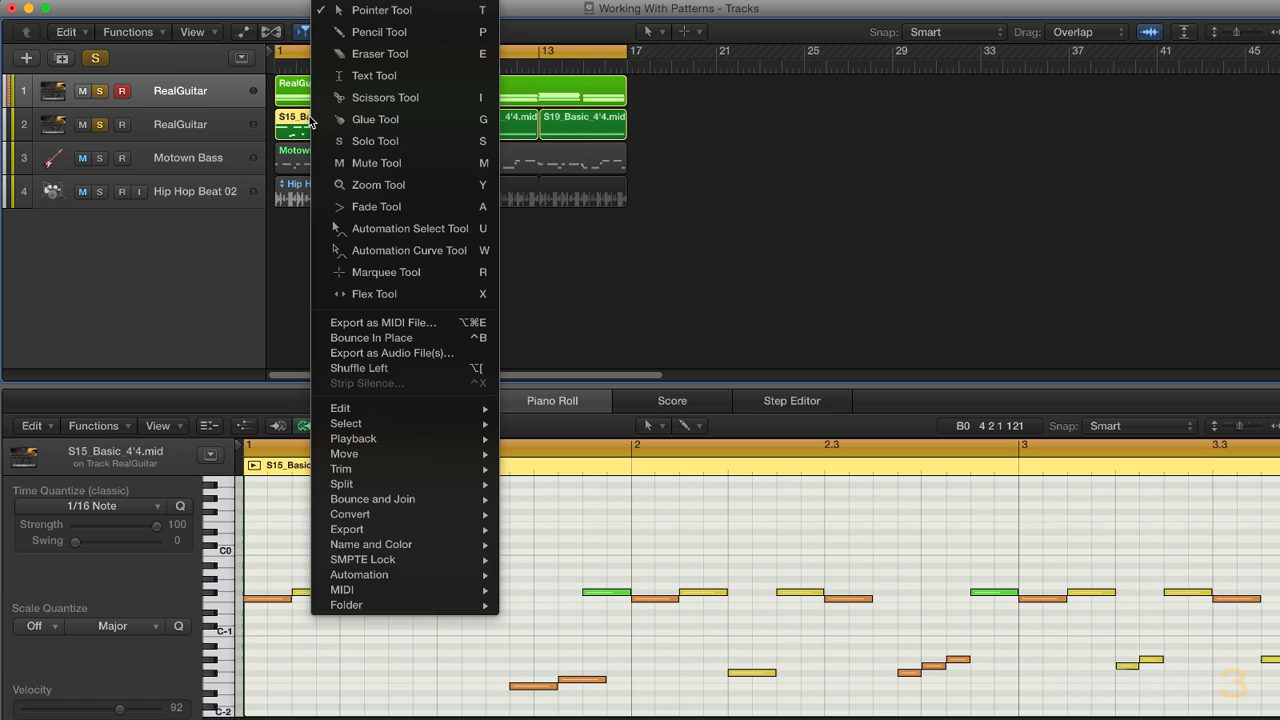 Working With Patterns - Tracks
Edit Functions View
Snap: Smart Drag: Overlap
1 13 17 21 25 29 33 37 41 45
S
1 M S R RealGuitar
2 M S R RealGuitar
3 M S Motown Bass
4 M S R I Hip Hop Beat 02
RealGu
S15_Ba
4'4.mid S19_Basic_4'4.mid
Motow
Hip H
✓ Pointer Tool T
Pencil Tool P
Eraser Tool E
Text Tool
Scissors Tool I
Glue Tool G
S Solo Tool S
M Mute Tool M
Zoom Tool Y
Fade Tool A
Automation Select Tool U
Automation Curve Tool W
Marquee Tool R
Flex Tool X
Export as MIDI File… ⌥⌘E
Bounce In Place ^B
Export as Audio File(s)…
Shuffle Left ⌥[
Strip Silence… ^X
Edit
Select
Playback
Move
Trim
Split
Bounce and Join
Convert
Export
Name and Color
SMPTE Lock
Automation
MIDI
Folder
Piano Roll Score Step Editor
Edit Functions View
B0 4 2 1 121 Snap: Smart
1 2 2.3 3 3.3
S15_Basic_4'4.mid
on Track RealGuitar
S15_Basic
Time Quantize (classic)
1/16 Note Q
Strength 100
Swing 0
Scale Quantize
Off Major Q
Velocity
92
C0
C-1
C-2
3